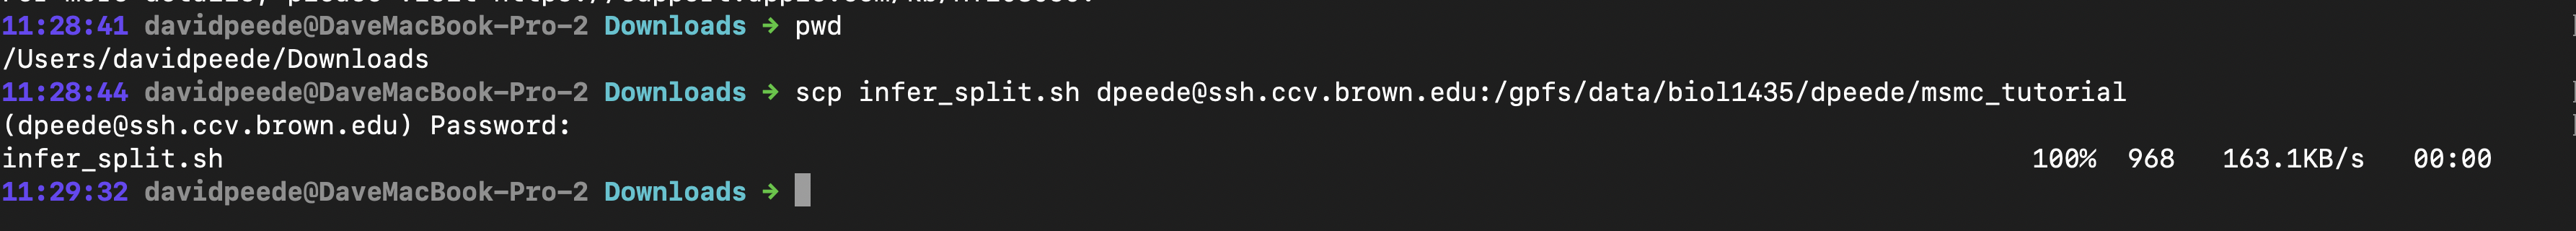 11:28:41 davidpeede@DaveMacBook-Pro-2 Downloads → pwd
/Users/davidpeede/Downloads
11:28:44 davidpeede@DaveMacBook-Pro-2 Downloads → scp infer_split.sh dpeede@ssh.ccv.brown.edu:/gpfs/data/biol1435/dpeede/msmc_tutorial
(dpeede@ssh.ccv.brown.edu) Password:
infer_split.sh 100% 968 163.1KB/s 00:00
11:29:32 davidpeede@DaveMacBook-Pro-2 Downloads →